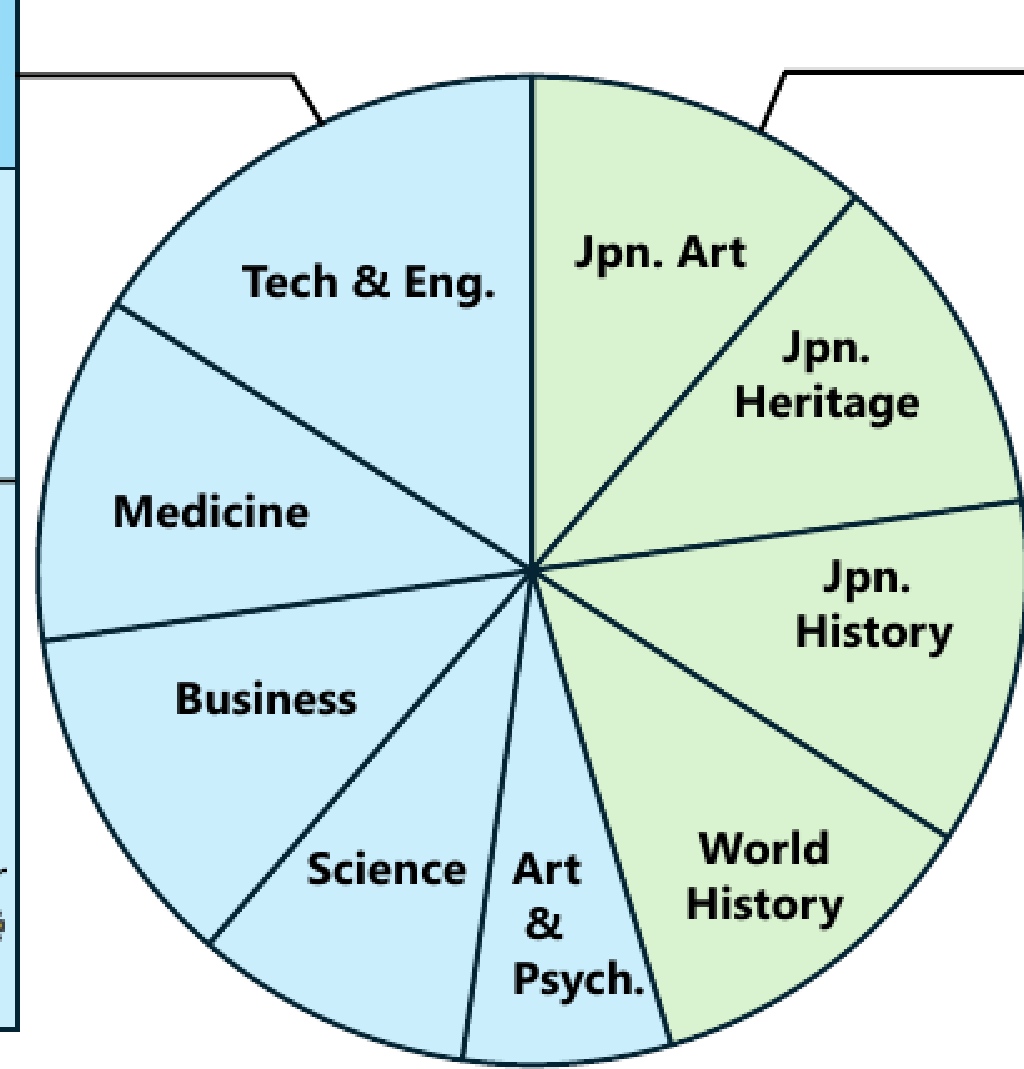 Jpn. Art
Jpn.
Heritage
Jpn.
History
World
History
Art
&
Psych.
Science
Business
Medicine
Tech & Eng.